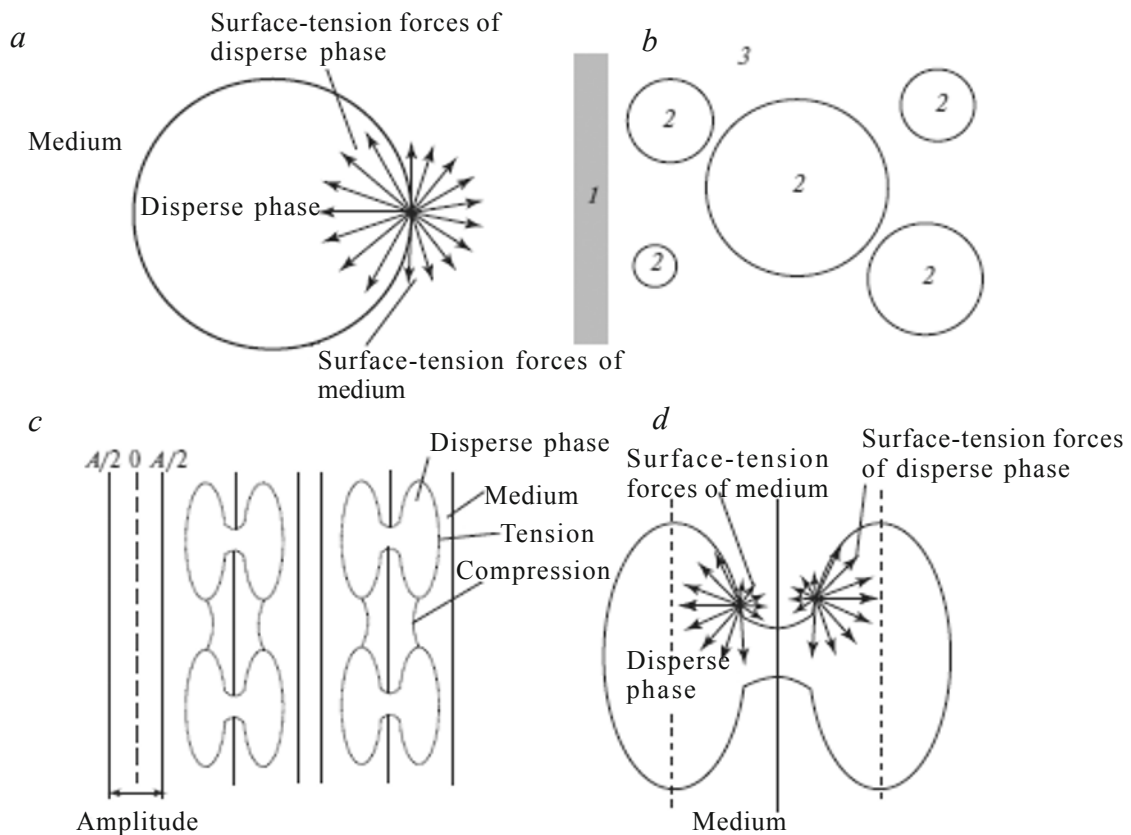 a
Surface-tension forces of
disperse phase
Medium
Disperse phase
Surface-tension forces of
medium
b
3
2
2
2
1
2
2
c
A/2 0 A/2
Disperse phase
Medium
Tension
Compression
Amplitude
d
Surface-tension
forces of medium
Surface-tension forces
of disperse phase
Disperse
phase
Medium